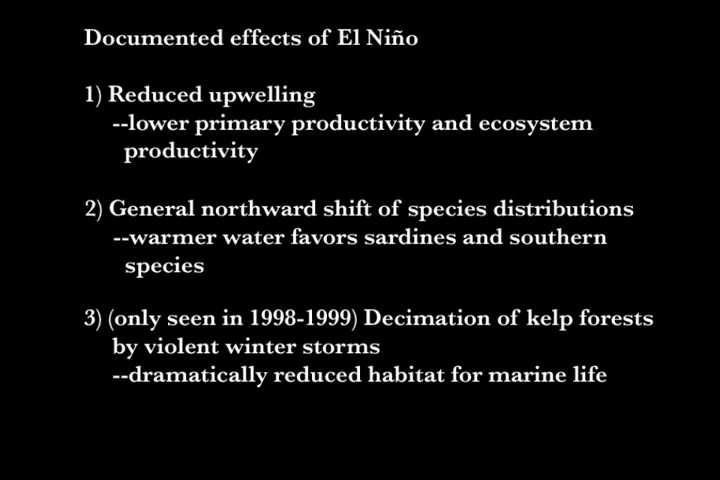 Documented effects of El Niño
1) Reduced upwelling
--lower primary productivity and ecosystem
productivity
2) General northward shift of species distributions
--warmer water favors sardines and southern
species
3) (only seen in 1998-1999) Decimation of kelp forests
by violent winter storms
--dramatically reduced habitat for marine life